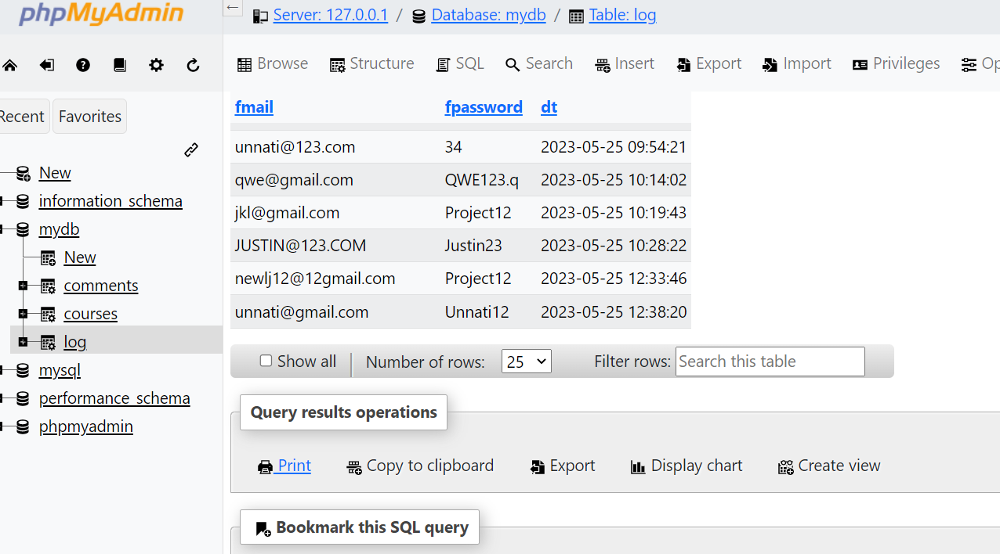 phpMyAdmin
Server: 127.0.0.1 / Database: mydb / Table: log
Browse Structure SQL Search Insert Export Import Privileges Op
Recent Favorites
New
information_schema
mydb
New
comments
courses
log
mysql
performance_schema
phpmyadmin
fmail fpassword dt
unnati@123.com 34 2023-05-25 09:54:21
qwe@gmail.com QWE123.q 2023-05-25 10:14:02
jkl@gmail.com Project12 2023-05-25 10:19:43
JUSTIN@123.COM Justin23 2023-05-25 10:28:22
newlj12@12gmail.com Project12 2023-05-25 12:33:46
unnati@gmail.com Unnati12 2023-05-25 12:38:20
Show all Number of rows: 25 Filter rows: Search this table
Query results operations
Print Copy to clipboard Export Display chart Create view
Bookmark this SQL query